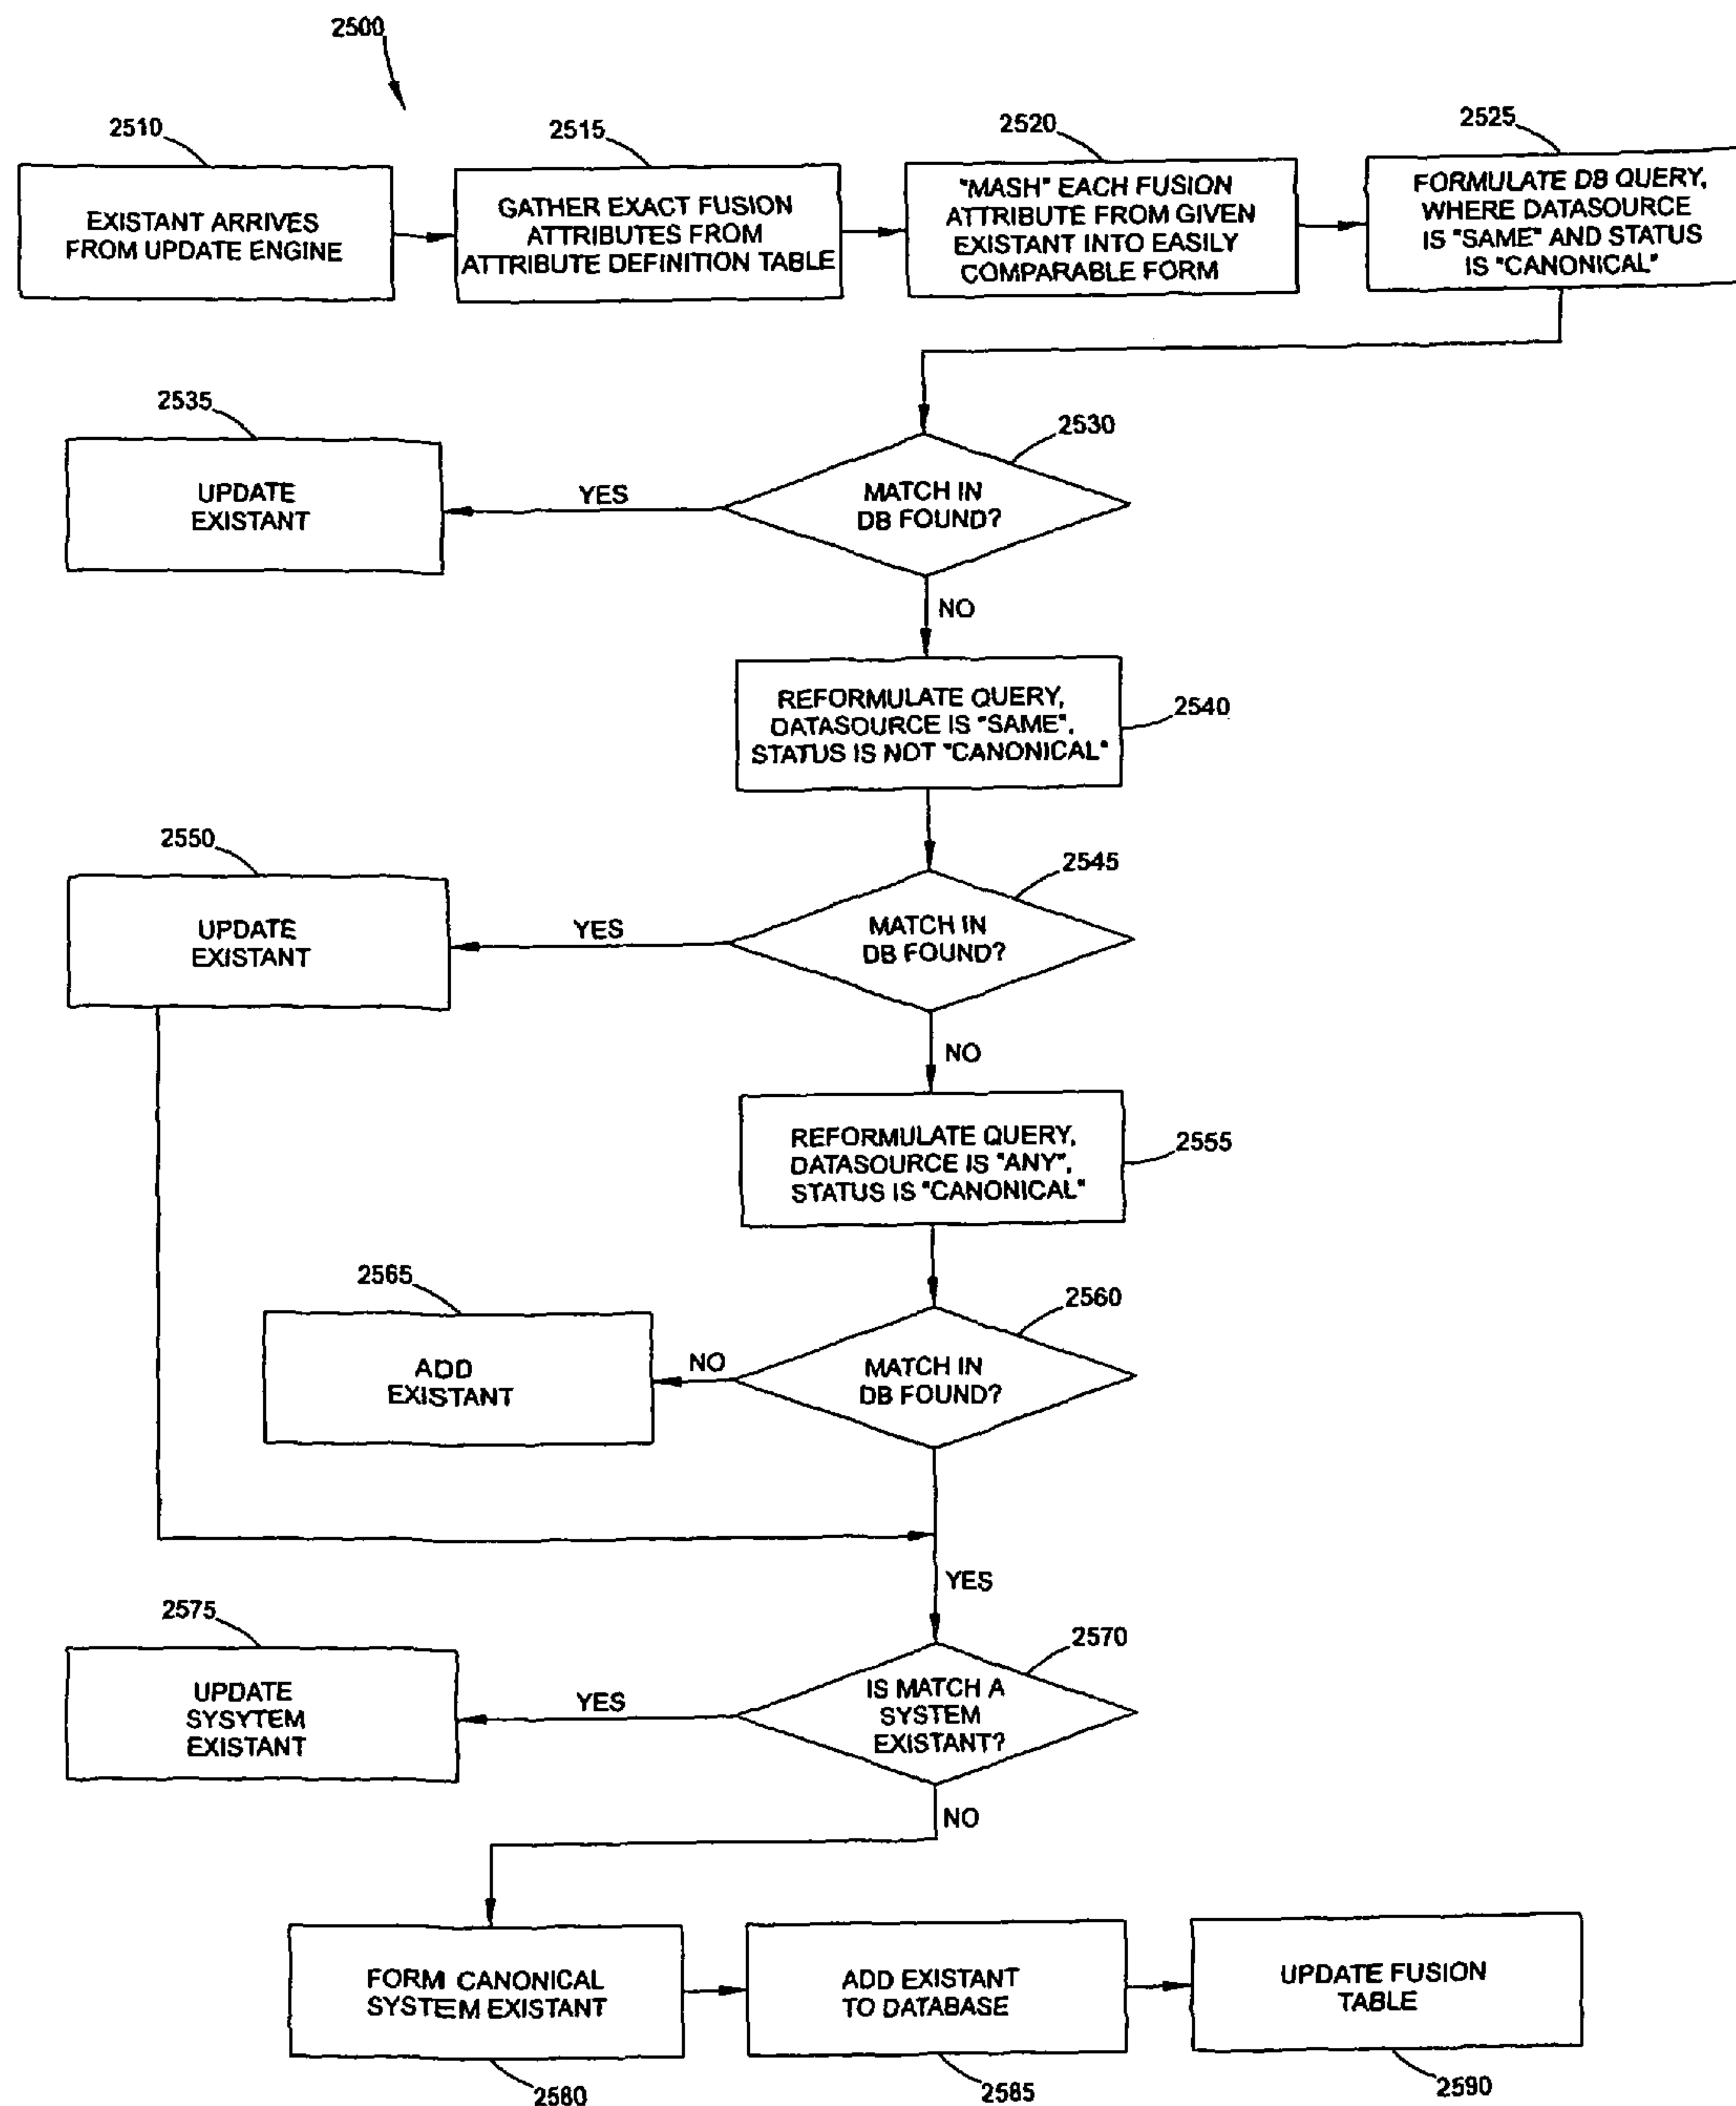 2500
2510
EXISTANT ARRIVES
FROM UPDATE ENGINE
2515
GATHER EXACT FUSION
ATTRIBUTES FROM
ATTRIBUTE DEFINITION TABLE
2520
"MASH" EACH FUSION
ATTRIBUTE FROM GIVEN
EXISTANT INTO EASILY
COMPARABLE FORM
2525
FORMULATE DB QUERY,
WHERE DATASOURCE
IS "SAME" AND STATUS
IS "CANONICAL"
2530
MATCH IN
DB FOUND?
YES
2535
UPDATE
EXISTANT
NO
REFORMULATE QUERY,
DATASOURCE IS "SAME",
STATUS IS NOT "CANONICAL"
2540
2545
MATCH IN
DB FOUND?
YES
2550
UPDATE
EXISTANT
NO
REFORMULATE QUERY,
DATASOURCE IS "ANY",
STATUS IS "CANONICAL"
2555
2560
MATCH IN
DB FOUND?
NO
2565
ADD
EXISTANT
YES
2570
IS MATCH A
SYSTEM
EXISTANT?
YES
2575
UPDATE
SYSYTEM
EXISTANT
NO
FORM CANONICAL
SYSTEM EXISTANT
2580
ADD EXISTANT
TO DATABASE
2585
UPDATE FUSION
TABLE
2590